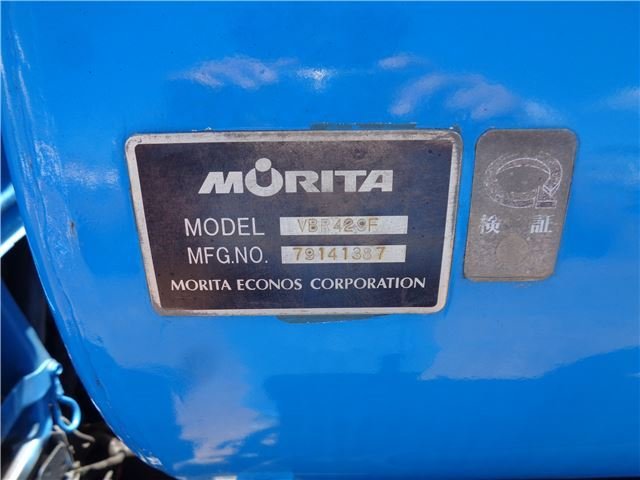 MORITA
MODEL VBR420F
MFG.NO. 79141387
MORITA ECONOS CORPORATION
検 証